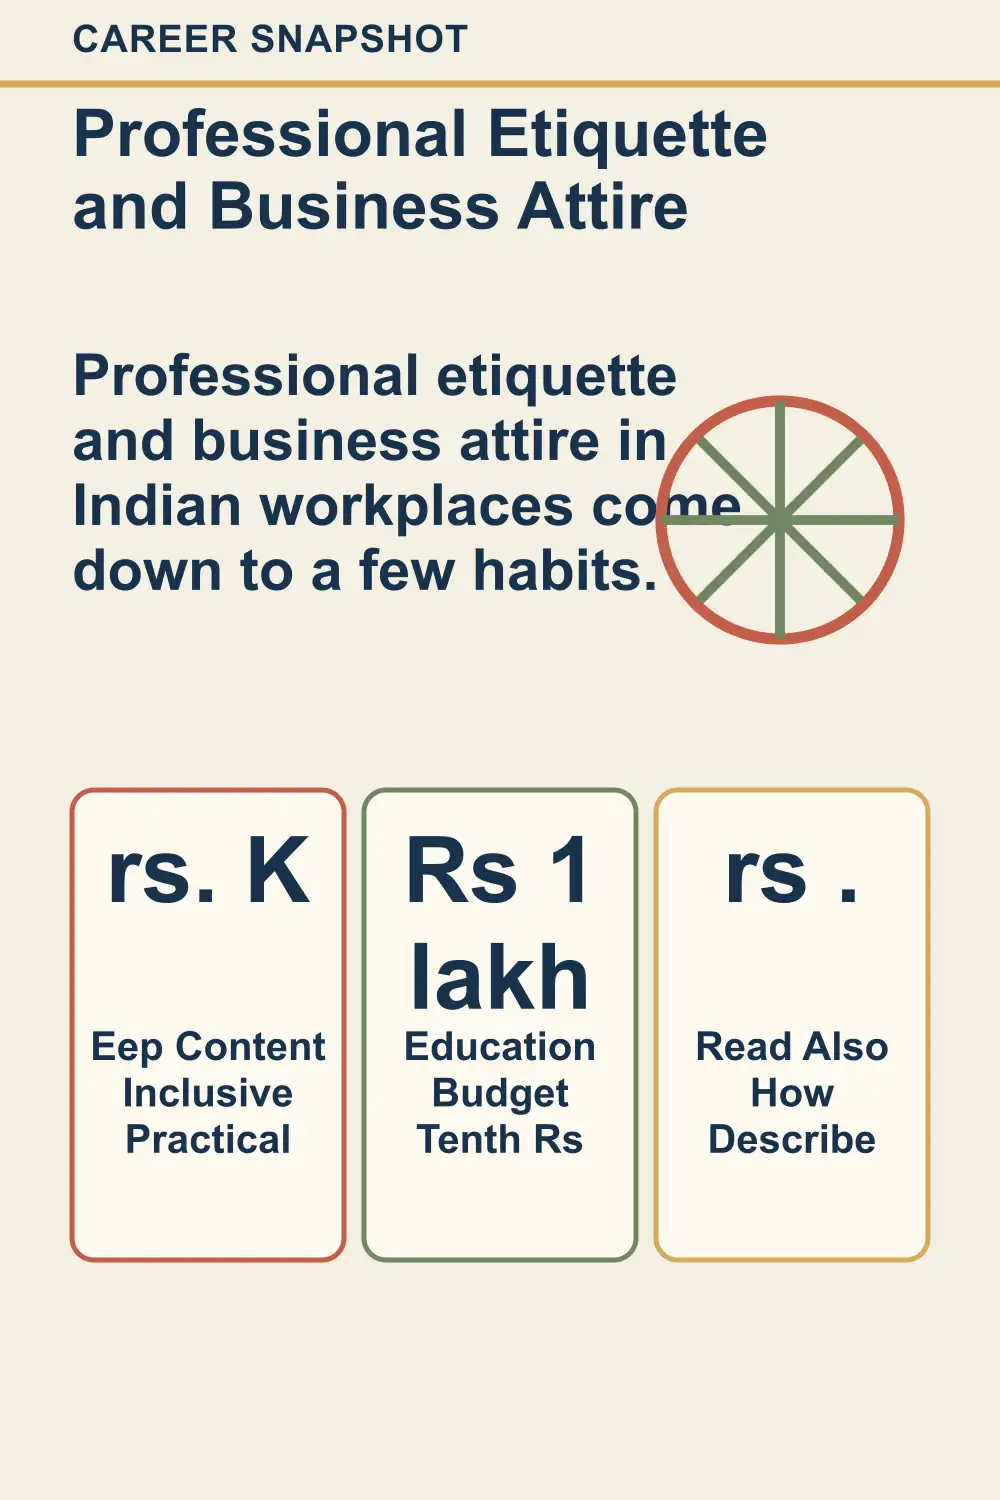 CAREER SNAPSHOT
Professional Etiquette
and Business Attire
Professional etiquette
and business attire in
Indian workplaces come
down to a few habits.
rs. K
Eep Content
Inclusive
Practical
Rs 1
lakh
Education
Budget
Tenth Rs
rs .
Read Also
How
Describe